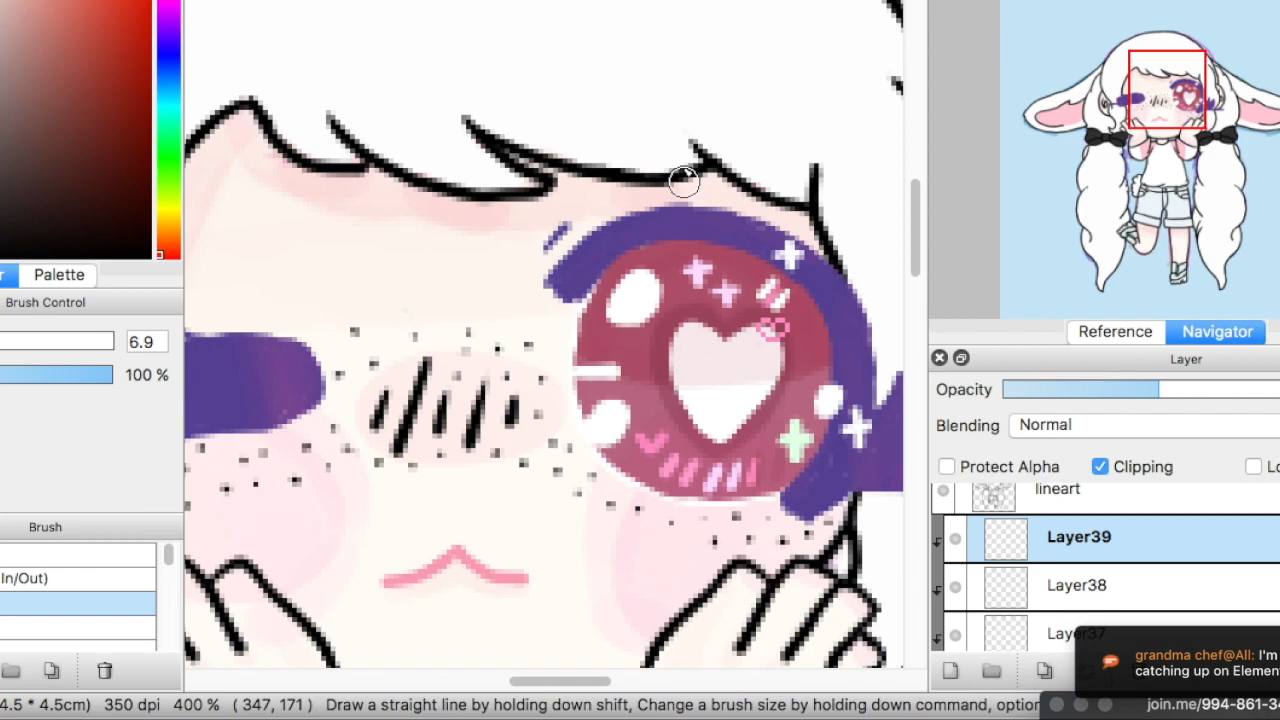 Palette
Brush Control
6.9
100 %
Brush
In/Out)
Reference
Navigator
Layer
Opacity
Blending
Normal
Protect Alpha
Clipping
lineart
Layer39
Layer38
Layer37
grandma chef@All: I'm
catching up on Elemen
4.5 * 4.5cm) 350 dpi 400 % ( 347, 171 ) Draw a straight line by holding down shift, Change a brush size by holding down command, option
join.me/994-861-3